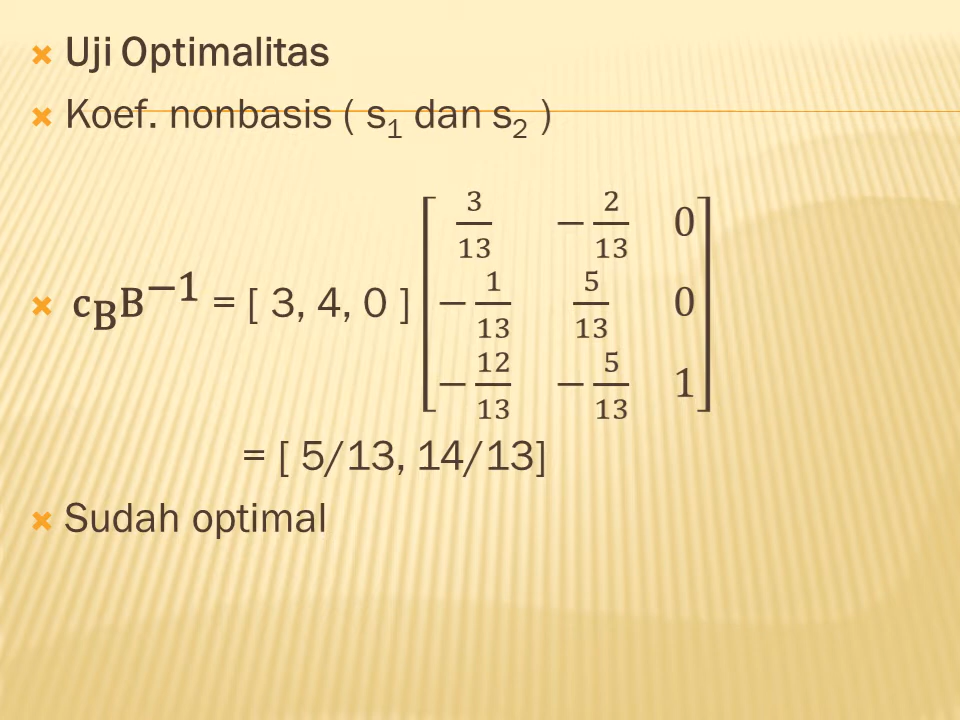 Uji Optimalitas
Koef. nonbasis ( s₁ dan s₂ )
3/13 −2/13 0
c_B B⁻¹ = [ 3, 4, 0 ] −1/13 5/13 0
−12/13 −5/13 1
= [ 5/13, 14/13]
Sudah optimal